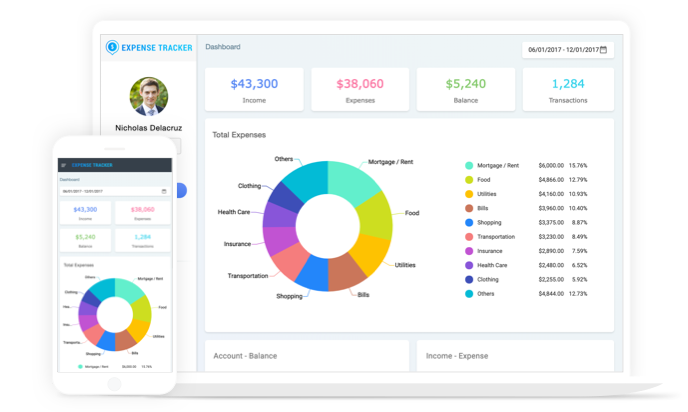 EXPENSE TRACKER
Dashboard
06/01/2017 - 12/01/2017
Nicholas Delacruz
$43,300
Income
$38,060
Expenses
$5,240
Balance
1,284
Transactions
Total Expenses
Mortgage / Rent
Food
Utilities
Bills
Shopping
Transportation
Insurance
Health Care
Clothing
Others
Mortgage / Rent $6,000.00 15.76%
Food $4,866.00 12.79%
Utilities $4,160.00 10.93%
Bills $3,960.00 10.40%
Shopping $3,375.00 8.87%
Transportation $3,230.00 8.49%
Insurance $2,890.00 7.59%
Health Care $2,480.00 6.52%
Clothing $2,255.00 5.92%
Others $4,844.00 12.73%
Account - Balance
Income - Expense
EXPENSE TRACKER
Dashboard
06/01/2017 - 12/01/2017
$43,300
Income
$38,060
Expenses
$5,240
Balance
1,284
Transactions
Total Expenses
Mortgage / Rent
Food
Utilities
Bills
Shopping
Transporta...
Insu...
Hea...
Clothing
Others
Mortgage / Rent $6,000.00 15.76%